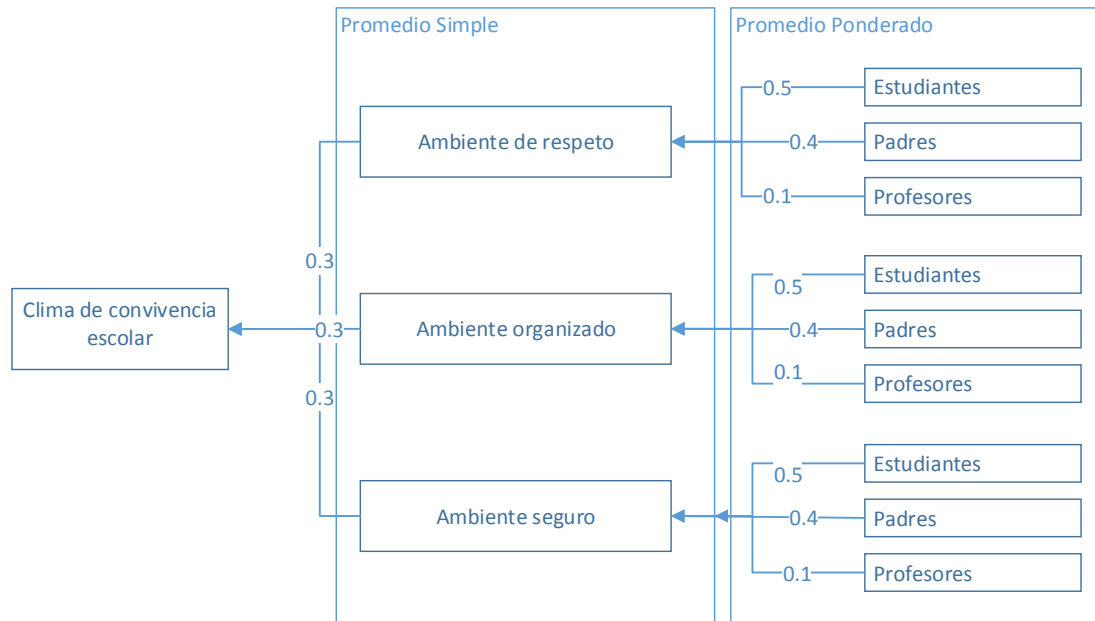 Promedio Simple
Promedio Ponderado
0.5
Estudiantes
Ambiente de respeto
0.4
Padres
0.1
Profesores
0.3
Estudiantes
0.5
Clima de convivencia
escolar
0.3
Ambiente organizado
0.4
Padres
0.1
Profesores
0.3
Estudiantes
0.5
Ambiente seguro
0.4
Padres
0.1
Profesores